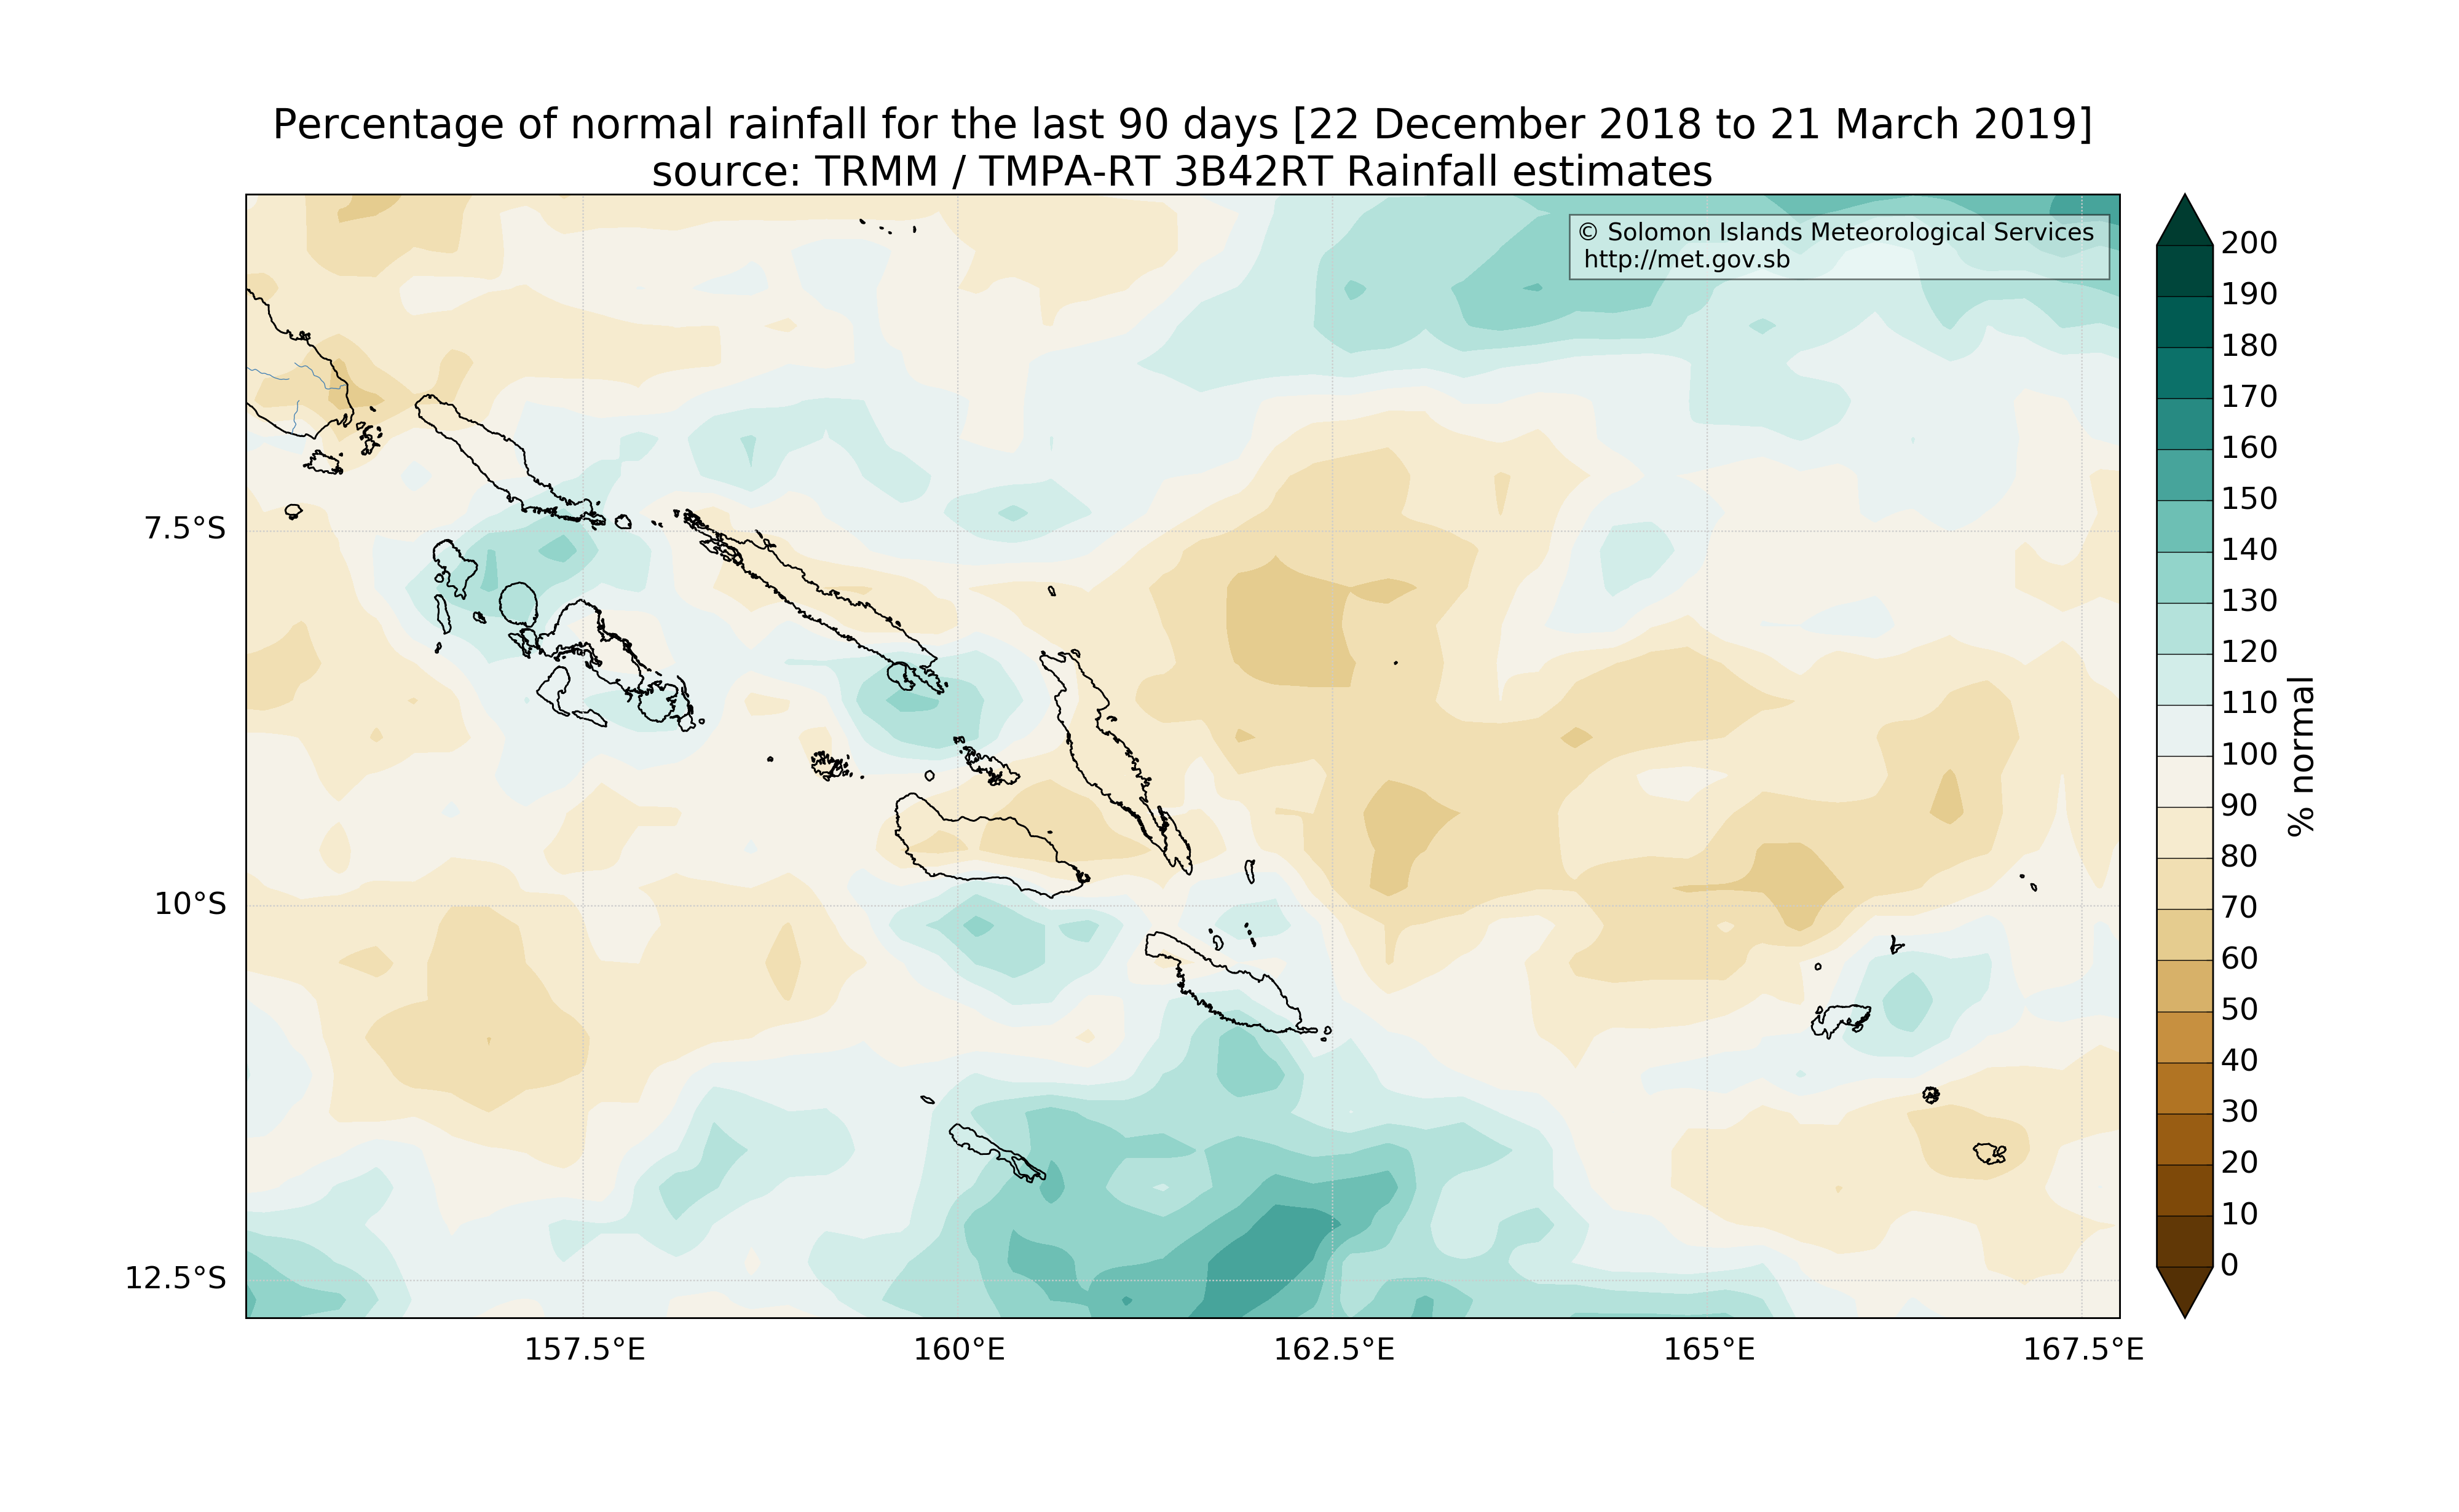 Percentage of normal rainfall for the last 90 days [22 December 2018 to 21 March 2019]
source: TRMM / TMPA-RT 3B42RT Rainfall estimates
© Solomon Islands Meteorological Services
http://met.gov.sb
7.5°S
10°S
12.5°S
157.5°E
160°E
162.5°E
165°E
167.5°E
200
190
180
170
160
150
140
130
120
110
100
90
80
70
60
50
40
30
20
10
0
% normal